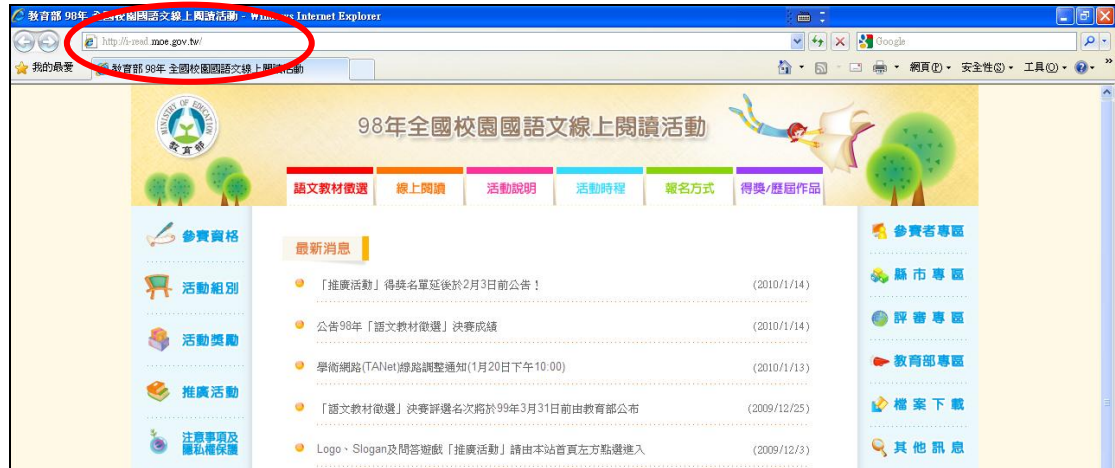 教育部 98年 全國校園國語文線上閱讀活動 - Windows Internet Explorer
http://i-read.moe.gov.tw/
Google
我的最愛
教育部 98年 全國校園國語文線上閱讀活動
網頁(P)
安全性(S)
工具(O)
MINISTRY OF EDUCATION
教育部
98年全國校園國語文線上閱讀活動
語文教材徵選
線上閱讀
活動說明
活動時程
報名方式
得獎/歷屆作品
參賽資格
活動組別
活動獎勵
推廣活動
注意事項及
隱私權保護
最新消息
「推廣活動」得獎名單延後於2月3日前公告！ (2010/1/14)
公告98年「語文教材徵選」決賽成績 (2010/1/14)
學術網路(TANet)線路調整通知(1月20日下午10:00) (2010/1/13)
「語文教材徵選」決賽評選名次將於99年3月31日前由教育部公布 (2009/12/25)
Logo、Slogan及問答遊戲「推廣活動」請由本站首頁左方點選進入 (2009/12/3)
參賽者專區
縣市專區
評審專區
教育部專區
檔案下載
其他訊息